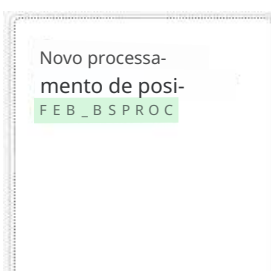 Novo processa-
mento de posi-
FEB_BSPROC